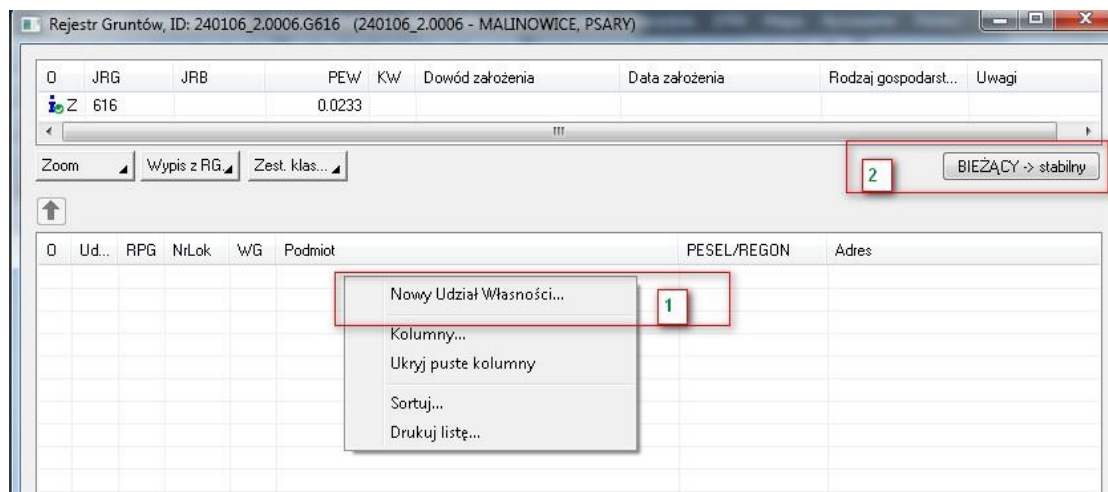 Rejestr Gruntów, ID: 240106_2.0006.G616 (240106_2.0006 - MALINOWICE, PSARY)
O JRG JRB PEW KW Dowód założenia Data założenia Rodzaj gospodarst... Uwagi
Z 616 0.0233
Zoom Wypis z RG. Zest. klas... 2 BIEŻĄCY -> stabilny
O Ud... RPG NrLok WG Podmiot PESEL/REGON Adres
Nowy Udział Własności... 1
Kolumny...
Ukryj puste kolumny
Sortuj...
Drukuj listę...